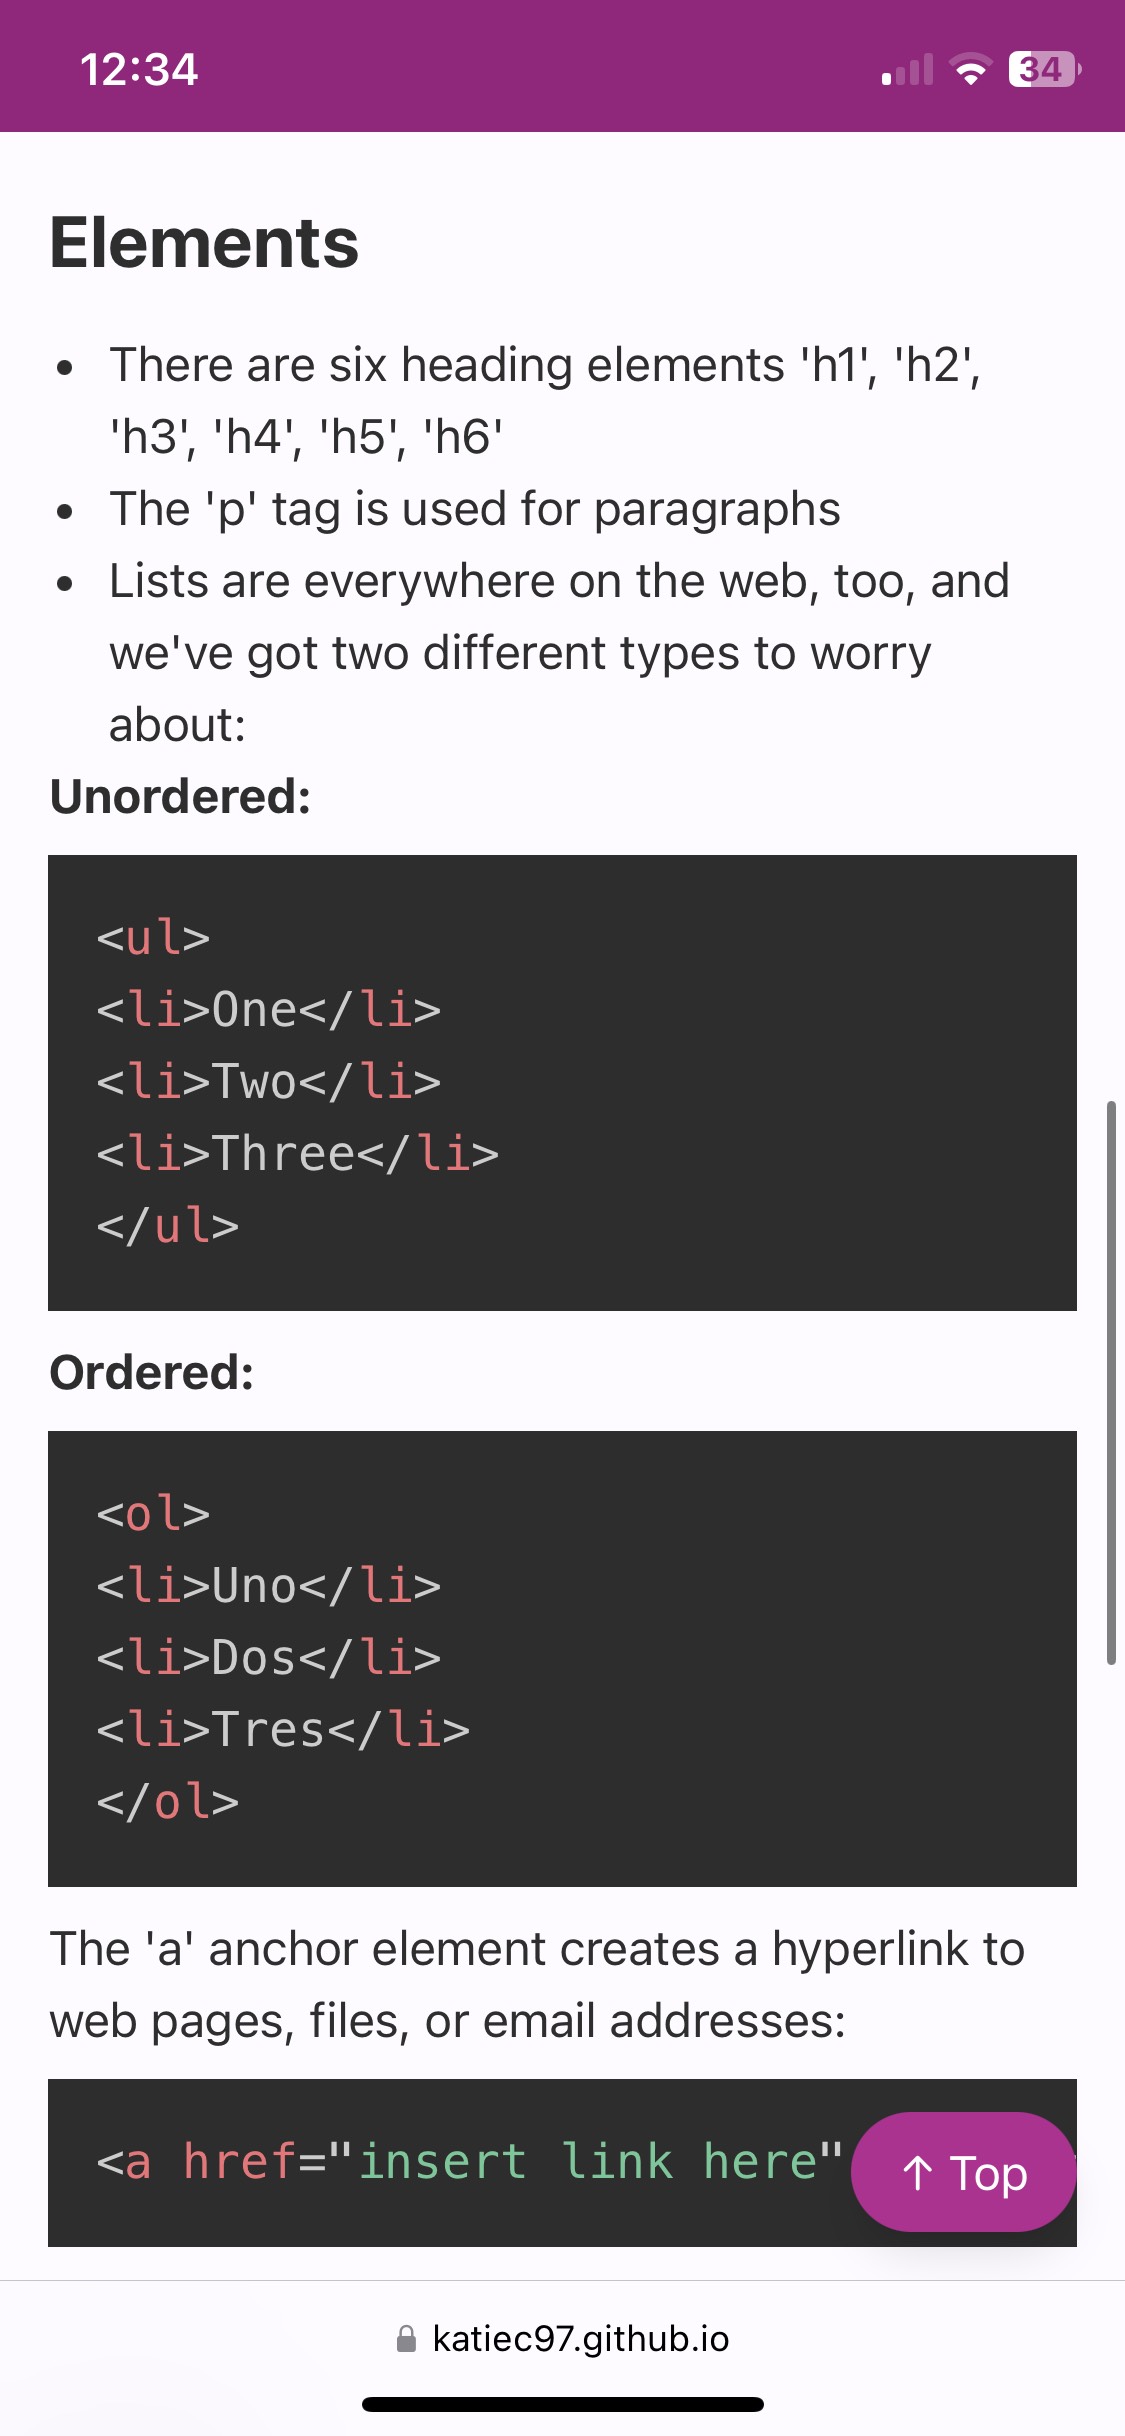 12:34
34
Elements
• There are six heading elements 'h1', 'h2',
'h3', 'h4', 'h5', 'h6'
• The 'p' tag is used for paragraphs
• Lists are everywhere on the web, too, and
we've got two different types to worry
about:
Unordered:
<ul>
<li>One</li>
<li>Two</li>
<li>Three</li>
</ul>
Ordered:
<ol>
<li>Uno</li>
<li>Dos</li>
<li>Tres</li>
</ol>
The 'a' anchor element creates a hyperlink to
web pages, files, or email addresses:
<a href="insert link here"
↑ Top
katiec97.github.io